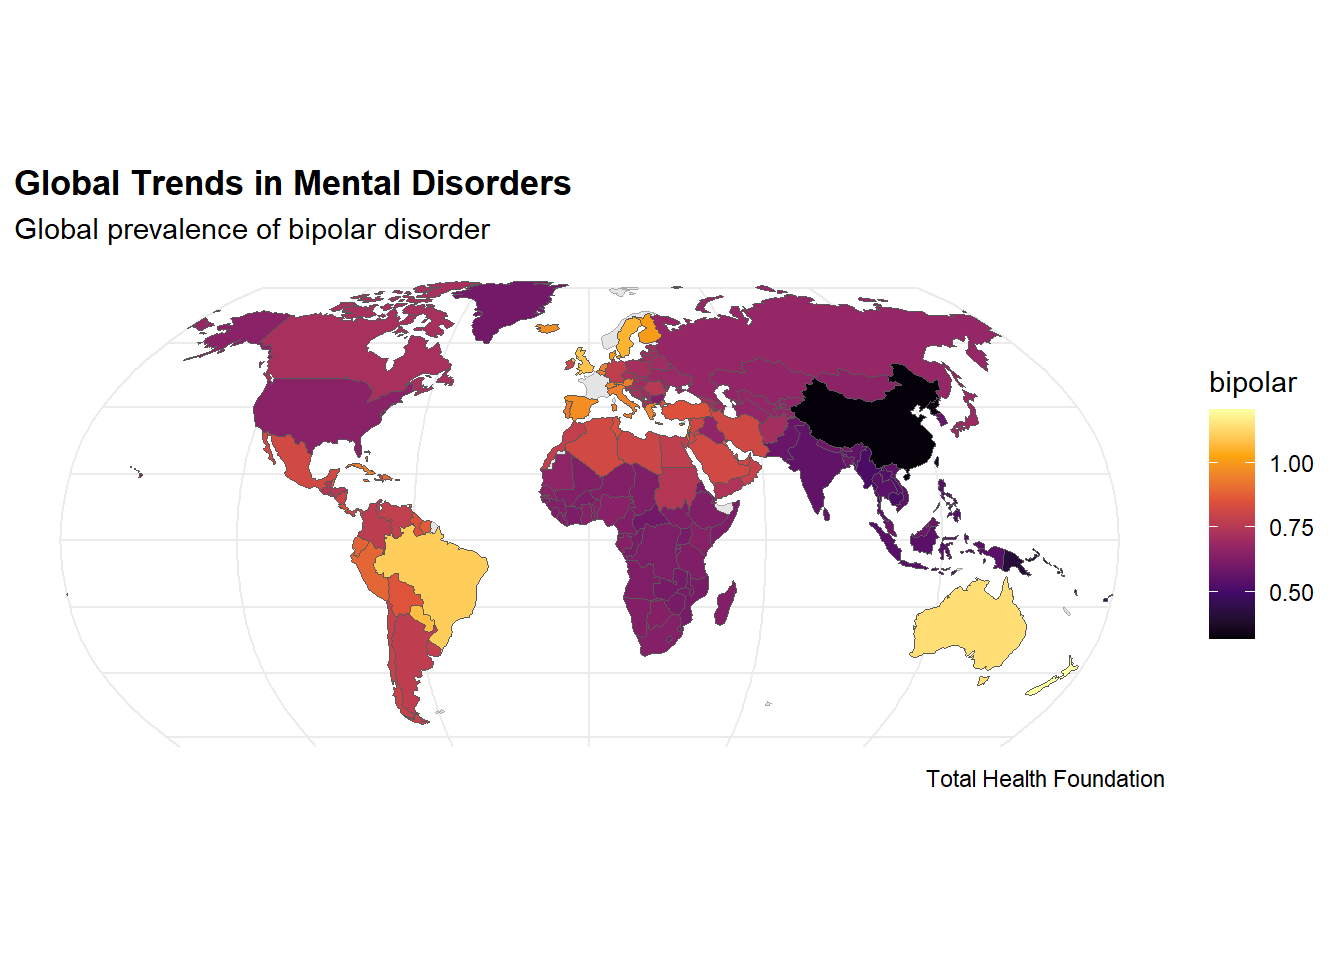 Global Trends in Mental Disorders
Global prevalence of bipolar disorder
bipolar
1.00
0.75
0.50
Total Health Foundation